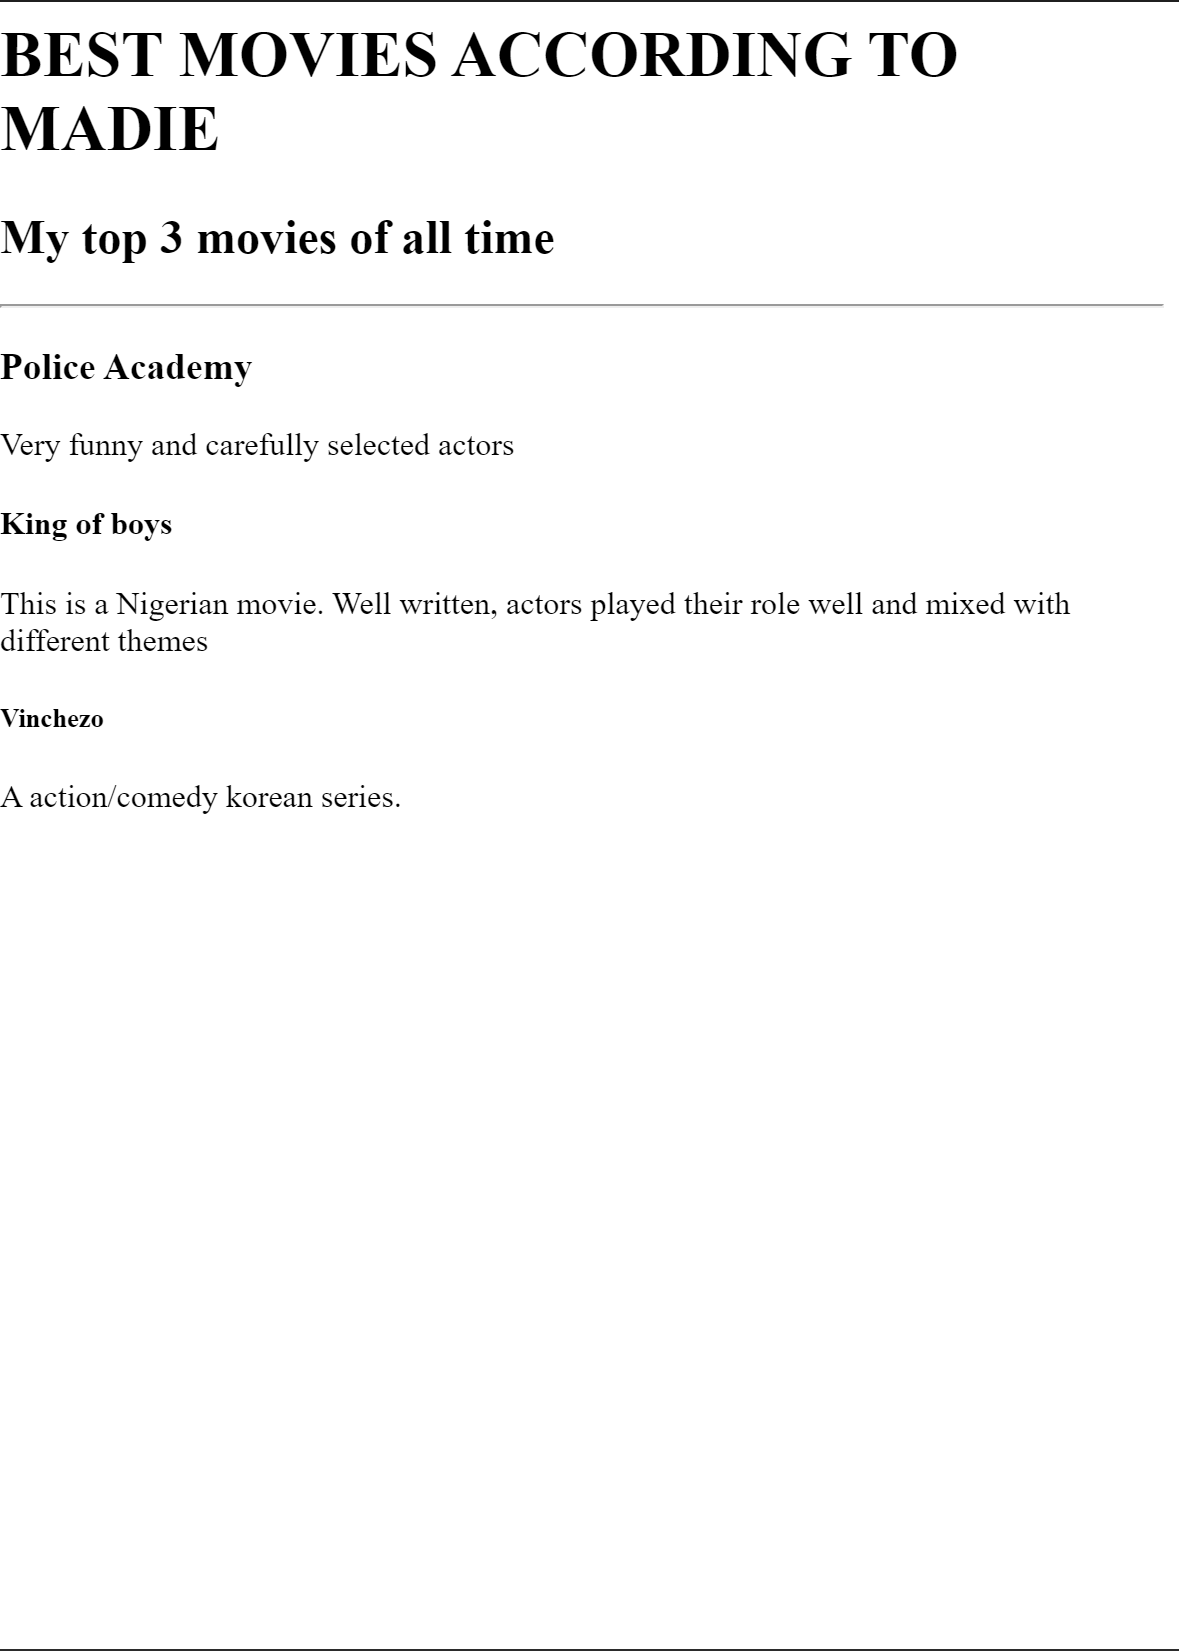 BEST MOVIES ACCORDING TO
MADIE
My top 3 movies of all time
Police Academy
Very funny and carefully selected actors
King of boys
This is a Nigerian movie. Well written, actors played their role well and mixed with
different themes
Vinchezo
A action/comedy korean series.